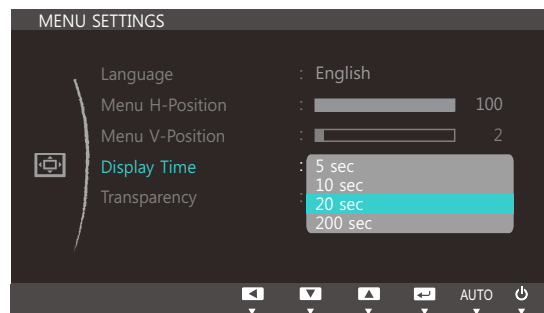 MENU SETTINGS
Language : English
Menu H-Position : 100
Menu V-Position : 2
Display Time : 5 sec
10 sec
20 sec
200 sec
Transparency :
AUTO